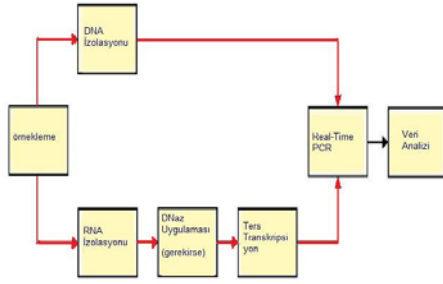 DNA
İzolasyonu
örnekleme
Real-Time
PCR
Veri
Analizi
RNA
İzolasyonu
DNaz
Uygulaması
(gerekirse)
Ters
Transkripsi
yon